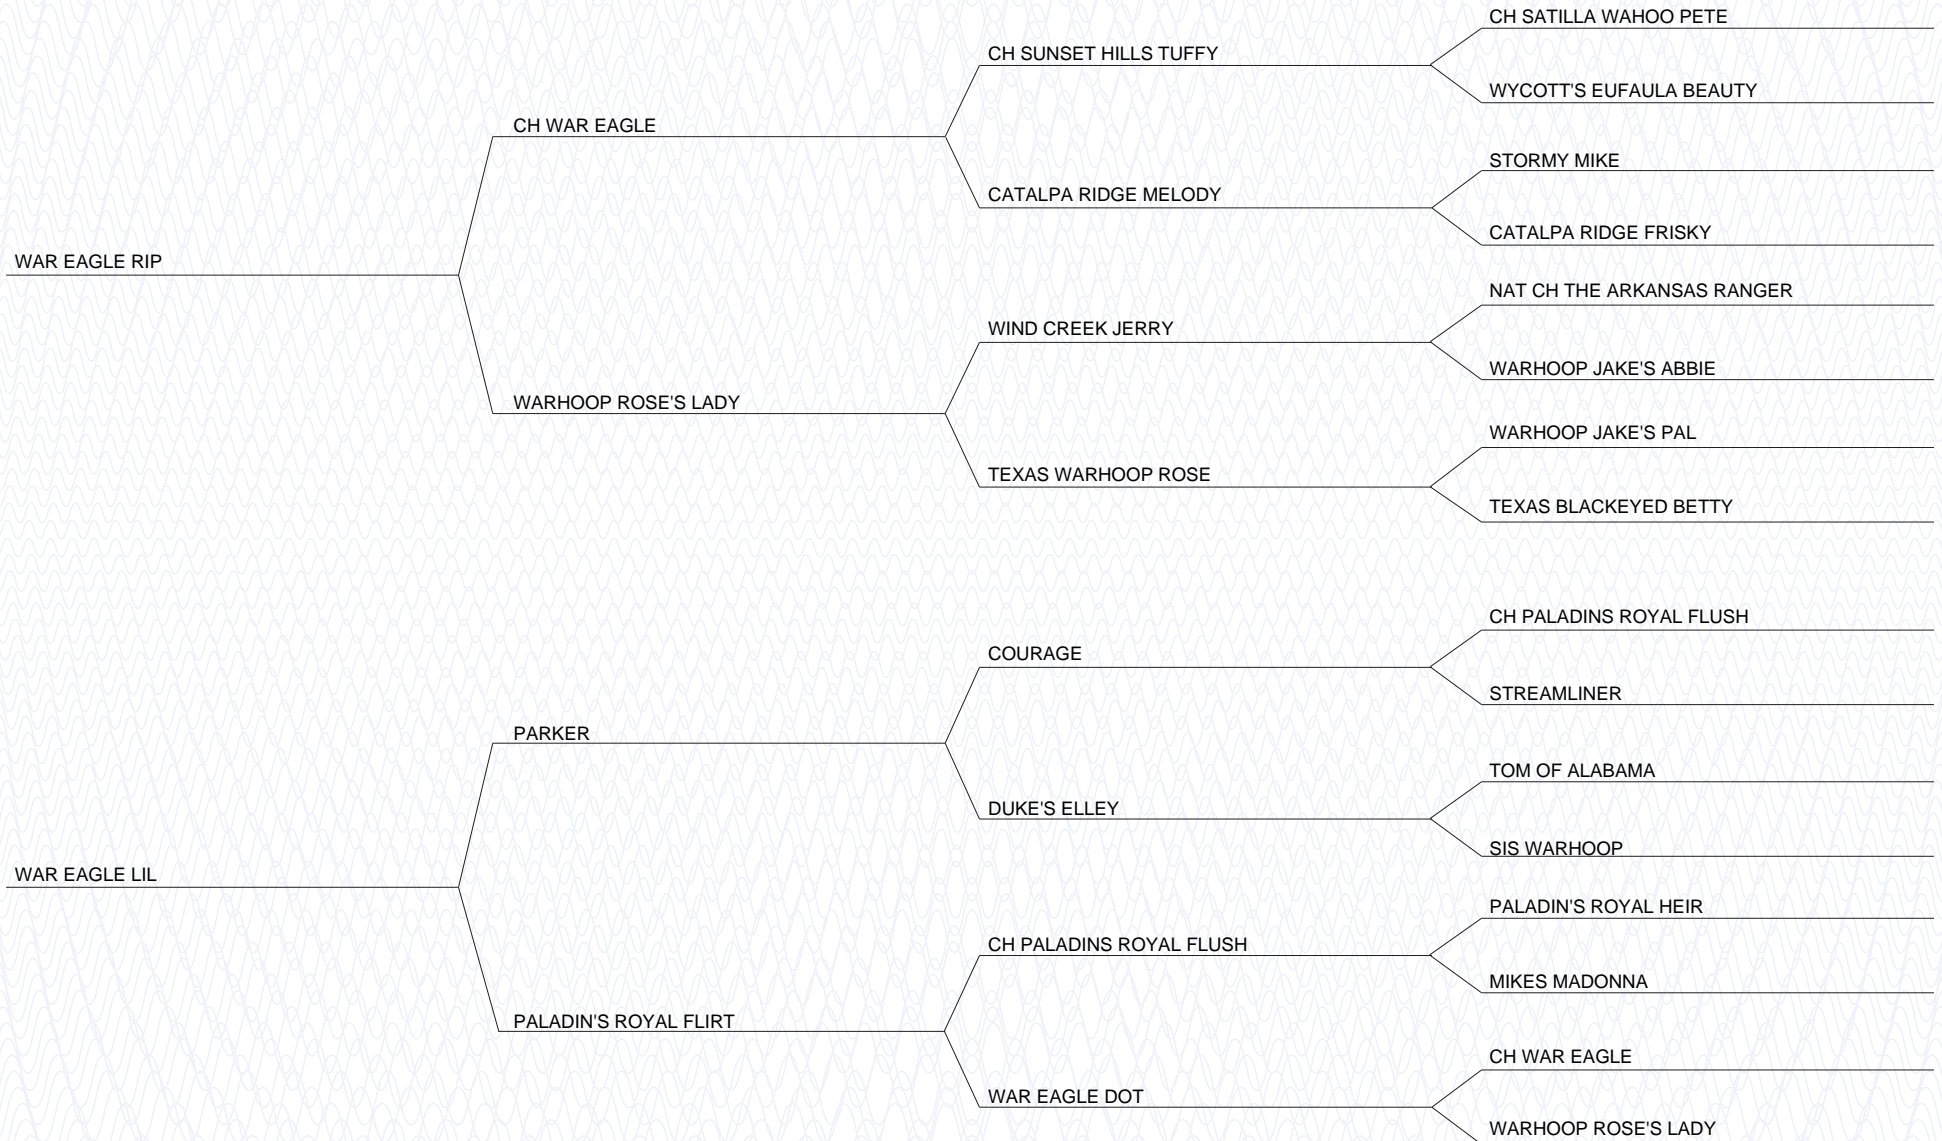 CH SATILLA WAHOO PETE
CH SUNSET HILLS TUFFY
WYCOTT'S EUFAULA BEAUTY
CH WAR EAGLE
STORMY MIKE
CATALPA RIDGE MELODY
CATALPA RIDGE FRISKY
WAR EAGLE RIP
NAT CH THE ARKANSAS RANGER
WIND CREEK JERRY
WARHOOP JAKE'S ABBIE
WARHOOP ROSE'S LADY
WARHOOP JAKE'S PAL
TEXAS WARHOOP ROSE
TEXAS BLACKEYED BETTY
CH PALADINS ROYAL FLUSH
COURAGE
STREAMLINER
PARKER
TOM OF ALABAMA
DUKE'S ELLEY
SIS WARHOOP
WAR EAGLE LIL
PALADIN'S ROYAL HEIR
CH PALADINS ROYAL FLUSH
MIKES MADONNA
PALADIN'S ROYAL FLIRT
CH WAR EAGLE
WAR EAGLE DOT
WARHOOP ROSE'S LADY